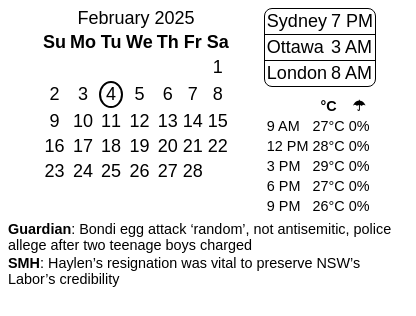 February 2025
Su Mo Tu We Th Fr Sa
1
2 3 4 5 6 7 8
9 10 11 12 13 14 15
16 17 18 19 20 21 22
23 24 25 26 27 28
Sydney 7 PM
Ottawa 3 AM
London 8 AM
°C ☂
9 AM 27°C 0%
12 PM 28°C 0%
3 PM 29°C 0%
6 PM 27°C 0%
9 PM 26°C 0%
Guardian: Bondi egg attack ‘random’, not antisemitic, police
allege after two teenage boys charged
SMH: Haylen’s resignation was vital to preserve NSW’s
Labor’s credibility